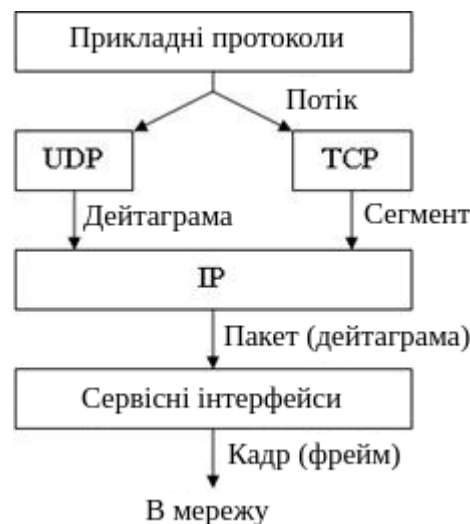 Прикладні протоколи
Потік
UDP
TCP
Дейтаграма
Сегмент
IP
Пакет (дейтаграма)
Сервісні інтерфейси
Кадр (фрейм)
В мережу